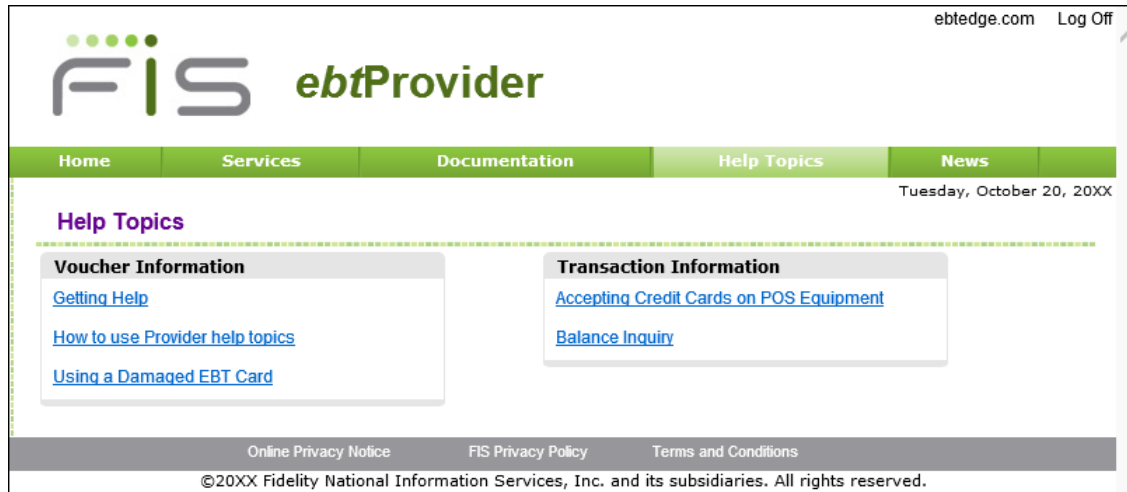 ebtedge.com Log Off
FIS ebtProvider
Home Services Documentation Help Topics News
Tuesday, October 20, 20XX
Help Topics
Voucher Information
Getting Help
How to use Provider help topics
Using a Damaged EBT Card
Transaction Information
Accepting Credit Cards on POS Equipment
Balance Inquiry
Online Privacy Notice FIS Privacy Policy Terms and Conditions
©20XX Fidelity National Information Services, Inc. and its subsidiaries. All rights reserved.